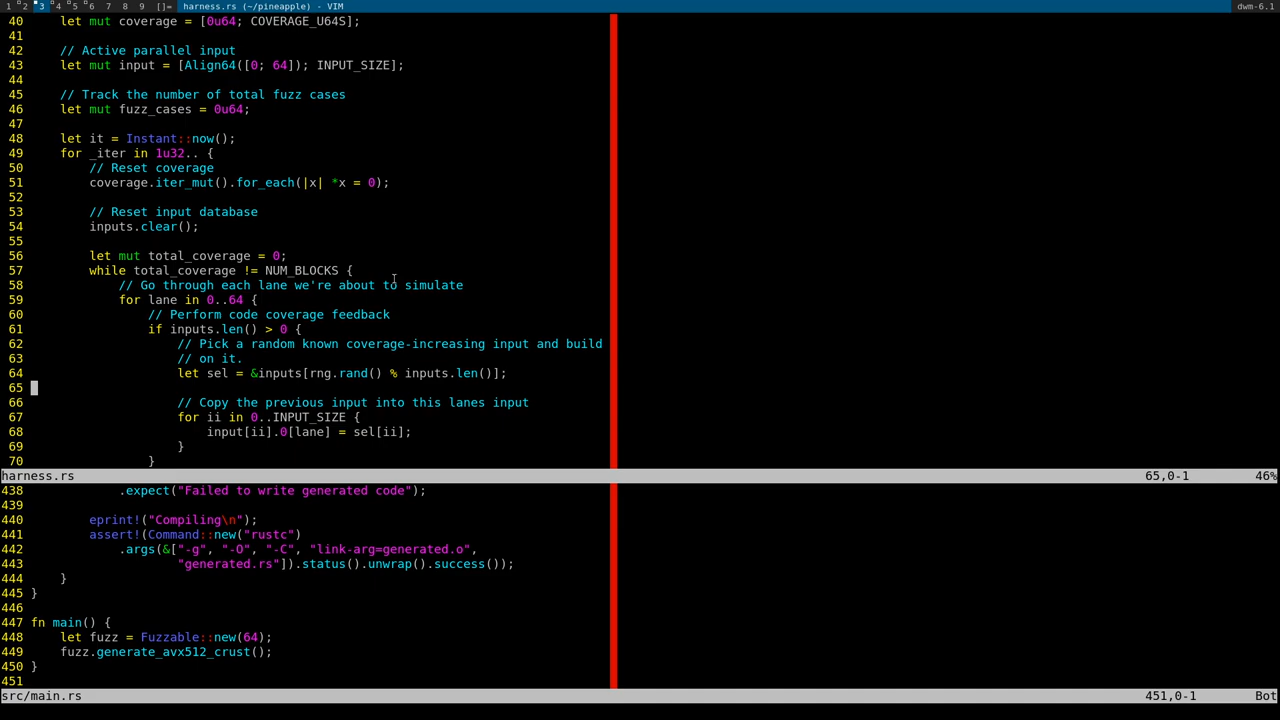 1 2 3 4 5 6 7 8 9 []= harness.rs (~/pineapple) - VIM dwm-6.1
40     let mut coverage = [0u64; COVERAGE_U64S];
41
42     // Active parallel input
43     let mut input = [Align64([0; 64]); INPUT_SIZE];
44
45     // Track the number of total fuzz cases
46     let mut fuzz_cases = 0u64;
47
48     let it = Instant::now();
49     for _iter in 1u32.. {
50         // Reset coverage
51         coverage.iter_mut().for_each(|x| *x = 0);
52
53         // Reset input database
54         inputs.clear();
55
56         let mut total_coverage = 0;
57         while total_coverage != NUM_BLOCKS {
58             // Go through each lane we're about to simulate
59             for lane in 0..64 {
60                 // Perform code coverage feedback
61                 if inputs.len() > 0 {
62                     // Pick a random known coverage-increasing input and build
63                     // on it.
64                     let sel = &inputs[rng.rand() % inputs.len()];
65
66                     // Copy the previous input into this lanes input
67                     for ii in 0..INPUT_SIZE {
68                         input[ii].0[lane] = sel[ii];
69                     }
70                 }
harness.rs 65,0-1 46%
438             .expect("Failed to write generated code");
439
440         eprint!("Compiling\n");
441         assert!(Command::new("rustc")
442             .args(&["-g", "-O", "-C", "link-arg=generated.o",
443                     "generated.rs"]).status().unwrap().success());
444     }
445 }
446
447 fn main() {
448     let fuzz = Fuzzable::new(64);
449     fuzz.generate_avx512_crust();
450 }
451
src/main.rs 451,0-1 Bot